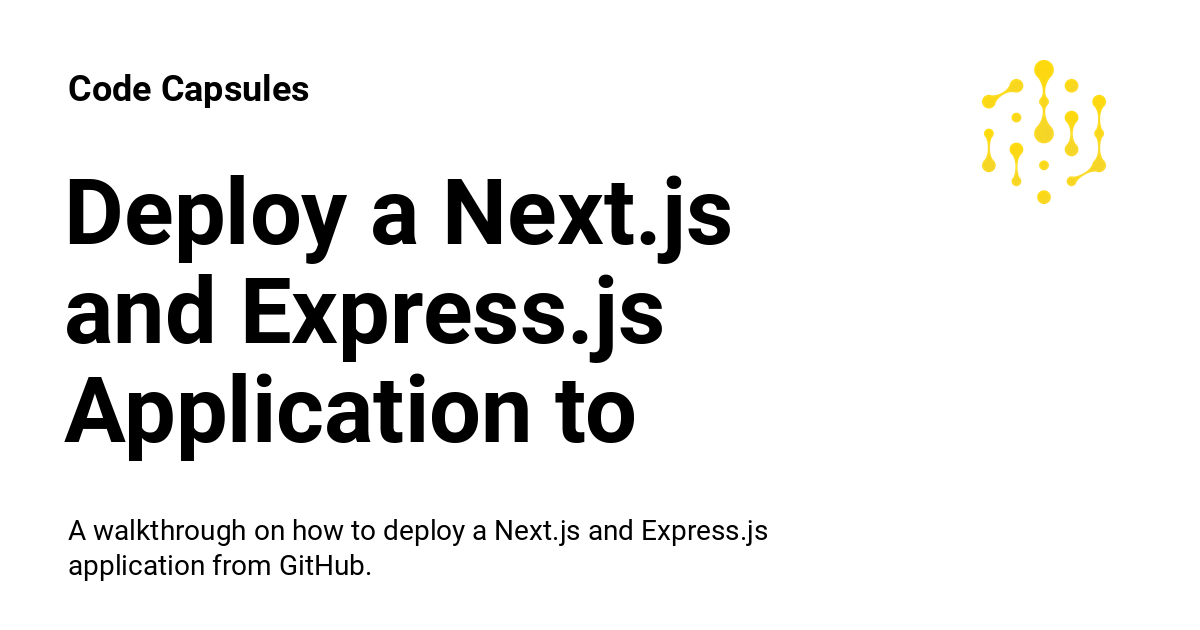 Code Capsules
Deploy a Next.js
and Express.js
Application to
A walkthrough on how to deploy a Next.js and Express.js
application from GitHub.